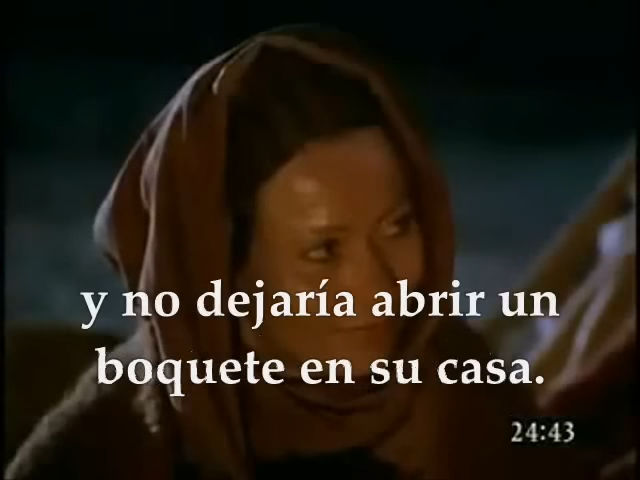 y no dejaría abrir un
boquete en su casa.
24:43